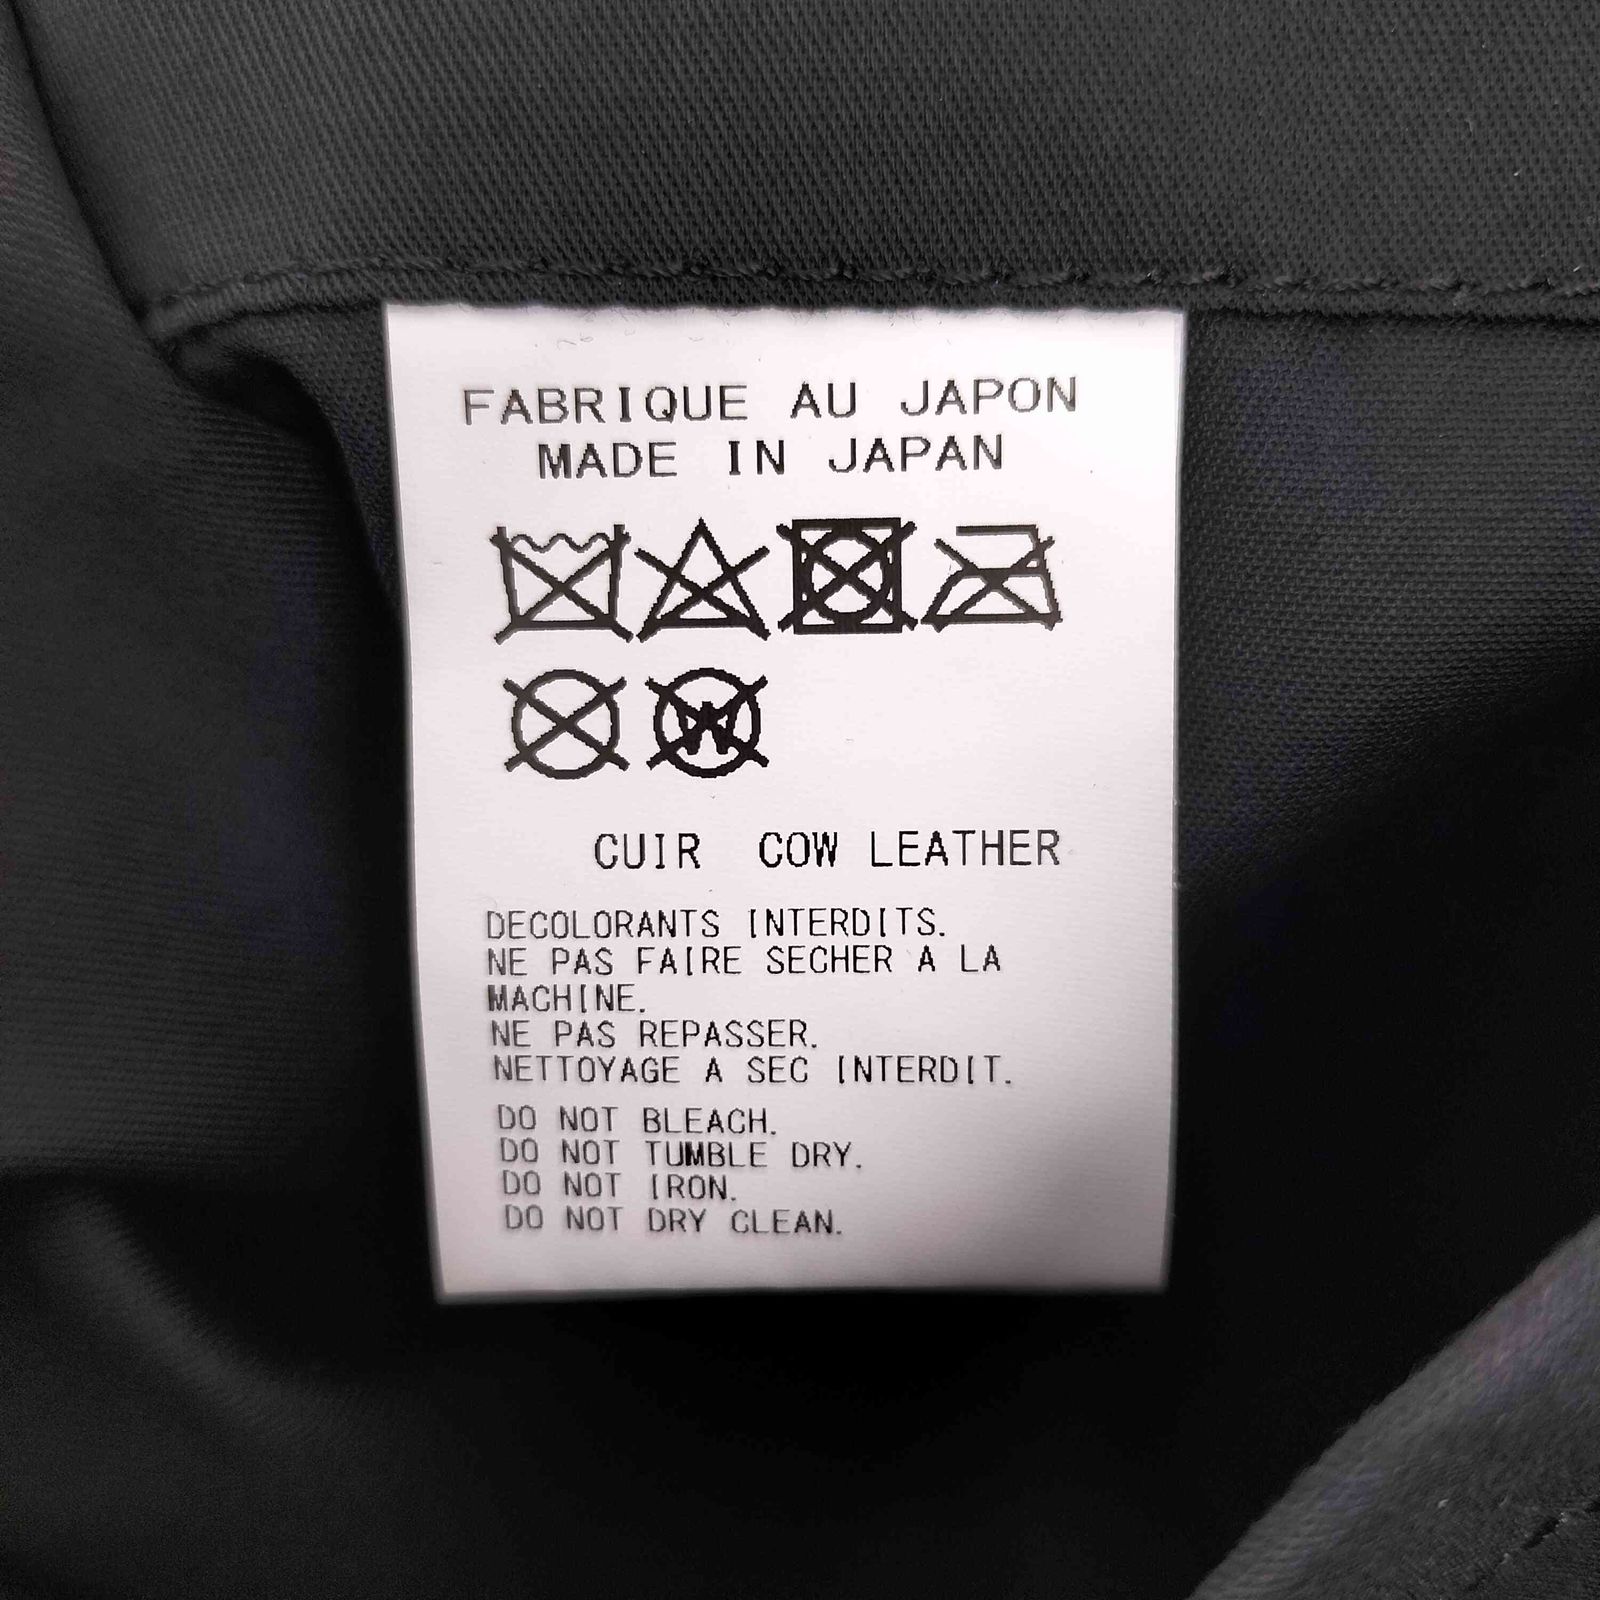 FABRIQUE AU JAPON
MADE IN JAPAN
W
CUIR COW LEATHER
DECOLORANTS INTERDITS.
NE PAS FAIRE SECHER A LA
MACHINE.
NE PAS REPASSER.
NETTOYAGE A SEC INTERDIT.
DO NOT BLEACH.
DO NOT TUMBLE DRY.
DO NOT IRON.
DO NOT DRY CLEAN.